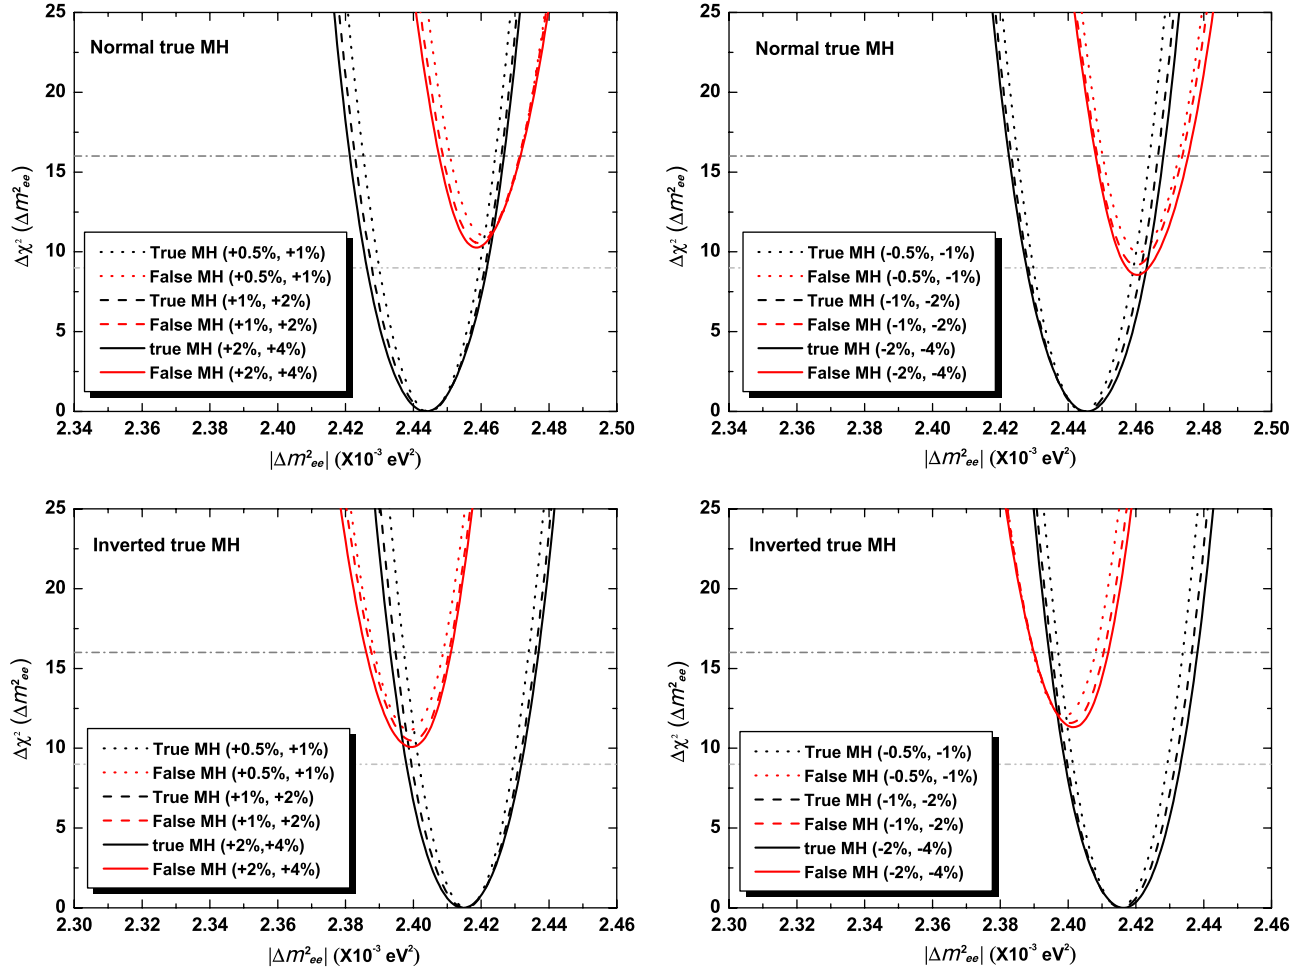 Normal true MH
25
20
15
10
5
0
Δχ² (Δm²ee)
True MH (+0.5%, +1%)
False MH (+0.5%, +1%)
True MH (+1%, +2%)
False MH (+1%, +2%)
true MH (+2%, +4%)
False MH (+2%, +4%)
2.34 2.36 2.38 2.40 2.42 2.44 2.46 2.48 2.50
|Δm²ee| (X10⁻³ eV²)
Normal true MH
25
20
15
10
5
0
Δχ² (Δm²ee)
True MH (-0.5%, -1%)
False MH (-0.5%, -1%)
True MH (-1%, -2%)
False MH (-1%, -2%)
true MH (-2%, -4%)
False MH (-2%, -4%)
2.34 2.36 2.38 2.40 2.42 2.44 2.46 2.48 2.50
|Δm²ee| (X10⁻³ eV²)
Inverted true MH
25
20
15
10
5
0
Δχ² (Δm²ee)
True MH (+0.5%, +1%)
False MH (+0.5%, +1%)
True MH (+1%, +2%)
False MH (+1%, +2%)
true MH (+2%,+4%)
False MH (+2%, +4%)
2.30 2.32 2.34 2.36 2.38 2.40 2.42 2.44 2.46
|Δm²ee| (X10⁻³ eV²)
Inverted true MH
25
20
15
10
5
0
Δχ² (Δm²ee)
True MH (-0.5%, -1%)
False MH (-0.5%, -1%)
True MH (-1%, -2%)
False MH (-1%, -2%)
true MH (-2%, -4%)
False MH (-2%, -4%)
2.30 2.32 2.34 2.36 2.38 2.40 2.42 2.44 2.46
|Δm²ee| (X10⁻³ eV²)